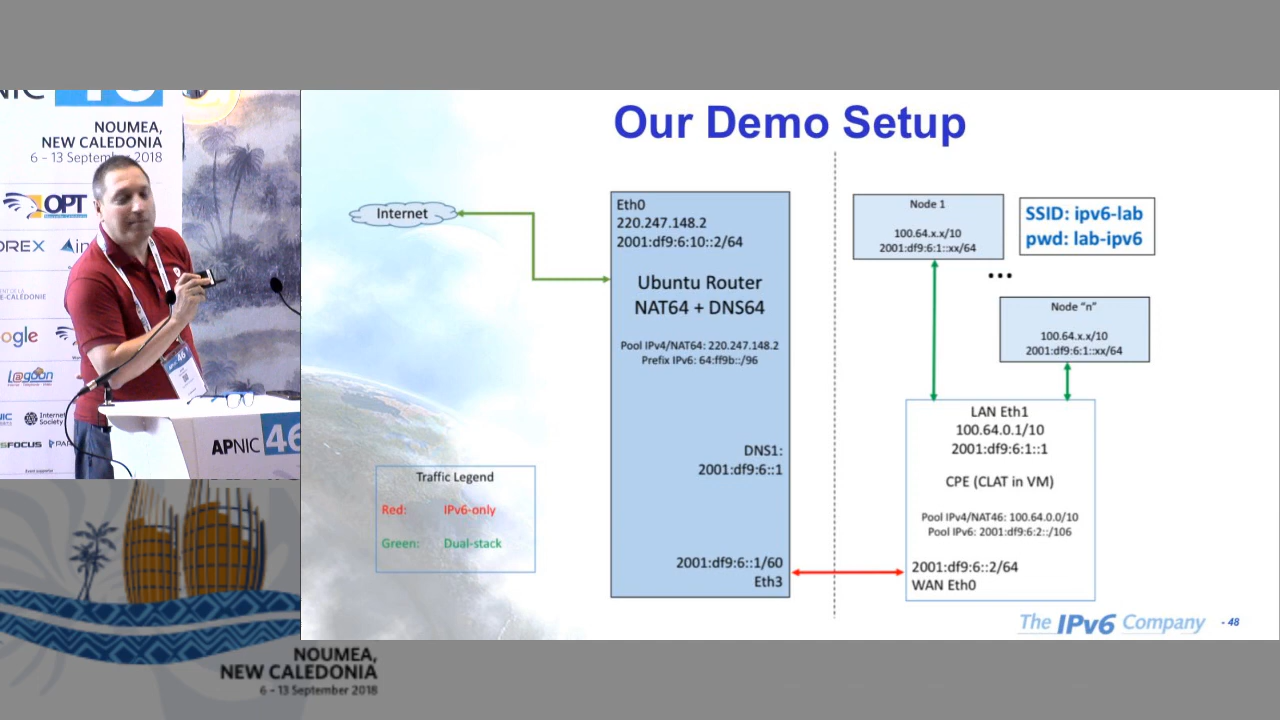 NOUMEA,
NEW CALEDONIA
6 - 13 September 2018
OPT
OREX
ogle
L@goon
Internet
Society
SFOCUS
APNIC 46
NOUMEA,
NEW CALEDONIA
6 - 13 September 2018
Our Demo Setup
Internet
Eth0
220.247.148.2
2001:df9:6:10::2/64
Ubuntu Router
NAT64 + DNS64
Pool IPv4/NAT64: 220.247.148.2
Prefix IPv6: 64:ff9b::/96
DNS1:
2001:df9:6::1
2001:df9:6::1/60
Eth3
Traffic Legend
Red: IPv6-only
Green: Dual-stack
Node 1
100.64.x.x/10
2001:df9:6:1::xx/64
SSID: ipv6-lab
pwd: lab-ipv6
...
Node "n"
100.64.x.x/10
2001:df9:6:1::xx/64
LAN Eth1
100.64.0.1/10
2001:df9:6:1::1
CPE (CLAT in VM)
Pool IPv4/NAT46: 100.64.0.0/10
Pool IPv6: 2001:df9:6:2::/106
2001:df9:6::2/64
WAN Eth0
The IPv6 Company
- 48